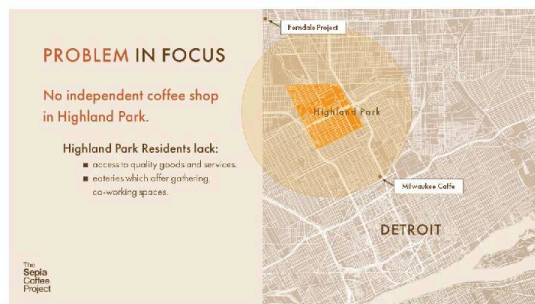 PROBLEM IN FOCUS
No independent coffee shop
in Highland Park.
Highland Park Residents lack:
■ access to quality goods and services.
■ eateries which offer gathering,
co-working spaces.
The
Sepia
Coffee
Project
Ferndale Project
Highland Park
Milwaukee Caffe
DETROIT